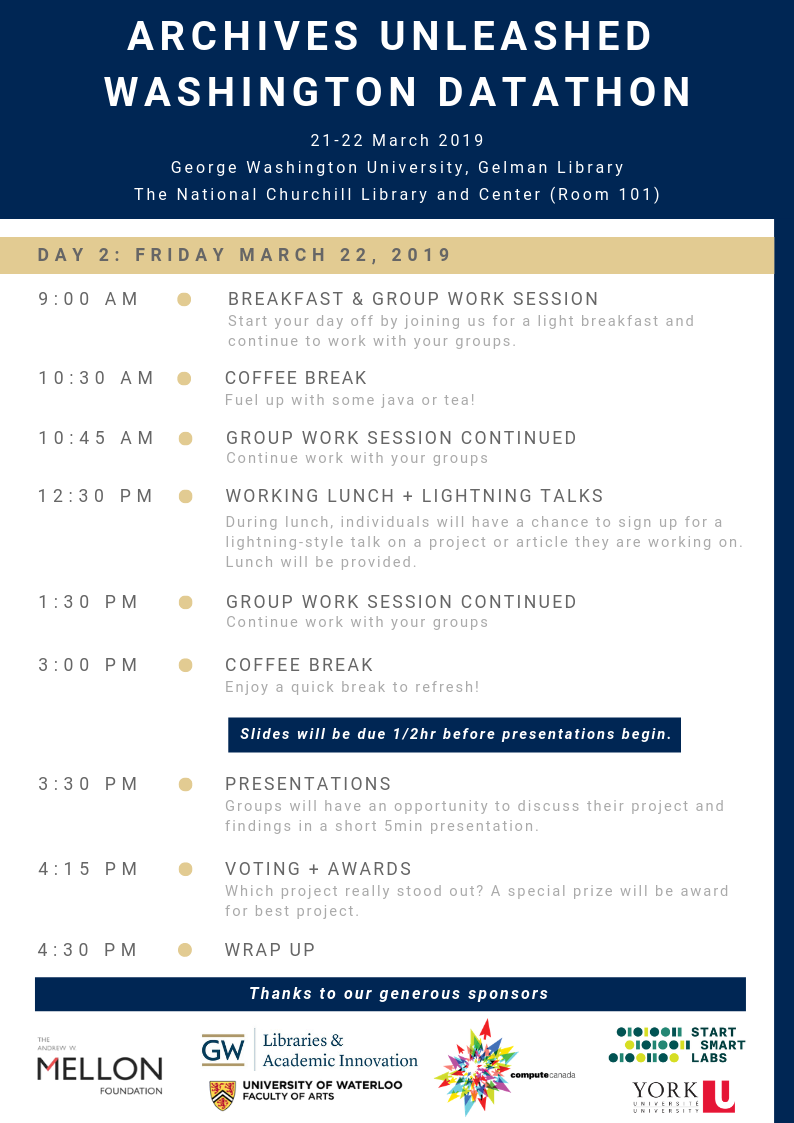 ARCHIVES UNLEASHED
WASHINGTON DATATHON
21-22 March 2019
George Washington University, Gelman Library
The National Churchill Library and Center (Room 101)
DAY 2: FRIDAY MARCH 22, 2019
9:00 AM BREAKFAST & GROUP WORK SESSION
Start your day off by joining us for a light breakfast and
continue to work with your groups.
10:30 AM COFFEE BREAK
Fuel up with some java or tea!
10:45 AM GROUP WORK SESSION CONTINUED
Continue work with your groups
12:30 PM WORKING LUNCH + LIGHTNING TALKS
During lunch, individuals will have a chance to sign up for a
lightning-style talk on a project or article they are working on.
Lunch will be provided.
1:30 PM GROUP WORK SESSION CONTINUED
Continue work with your groups
3:00 PM COFFEE BREAK
Enjoy a quick break to refresh!
Slides will be due 1/2hr before presentations begin.
3:30 PM PRESENTATIONS
Groups will have an opportunity to discuss their project and
findings in a short 5min presentation.
4:15 PM VOTING + AWARDS
Which project really stood out? A special prize will be award
for best project.
4:30 PM WRAP UP
Thanks to our generous sponsors
THE
ANDREW W
MELLON
FOUNDATION
GW
Libraries &
Academic Innovation
UNIVERSITY OF WATERLOO
FACULTY OF ARTS
computecanada
START
SMART
LABS
YORK U
UNIVERSITÉ
UNIVERSITY